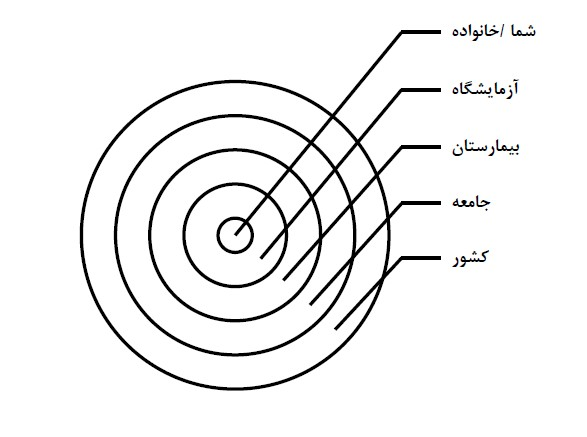 شما /خانواده
آزمایشگاه
بیمارستان
جامعه
کشور